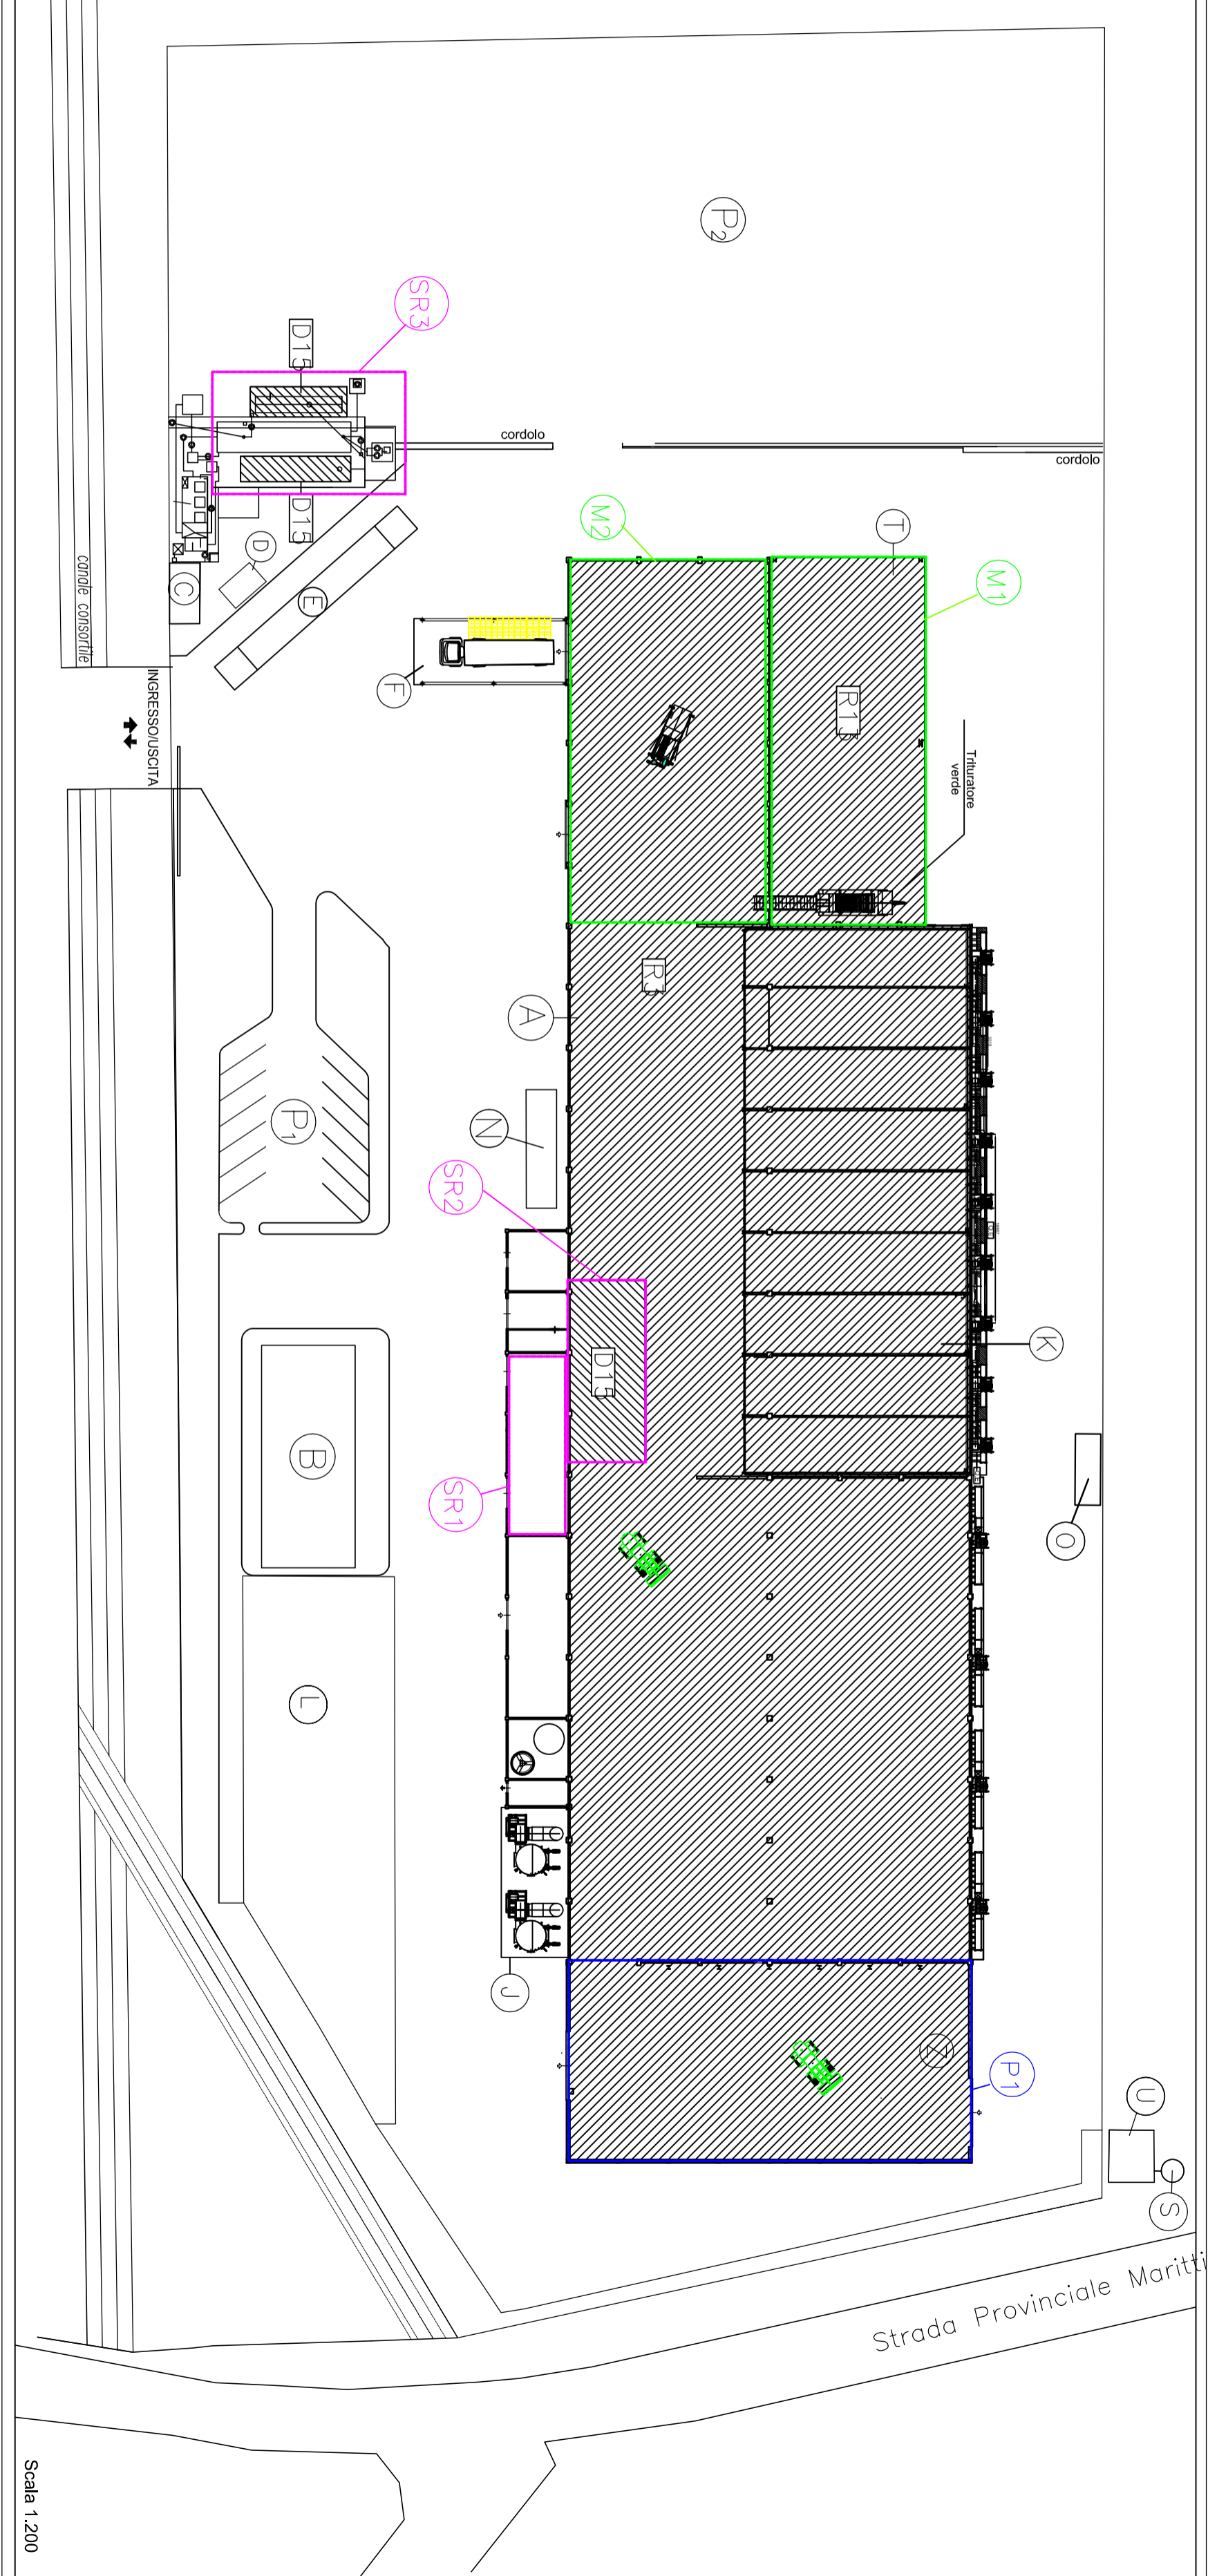 P2
SR3
D15
cordolo
cordolo
D15
M2
T
M1
D
C
E
canale consortile
F
R13
INGRESSO/USCITA
Trituratore
verde
R3
A
P1
N
SR2
K
D15
B
SR1
O
L
J
P1
U
S
Strada Provinciale Maritti
Scala 1.200